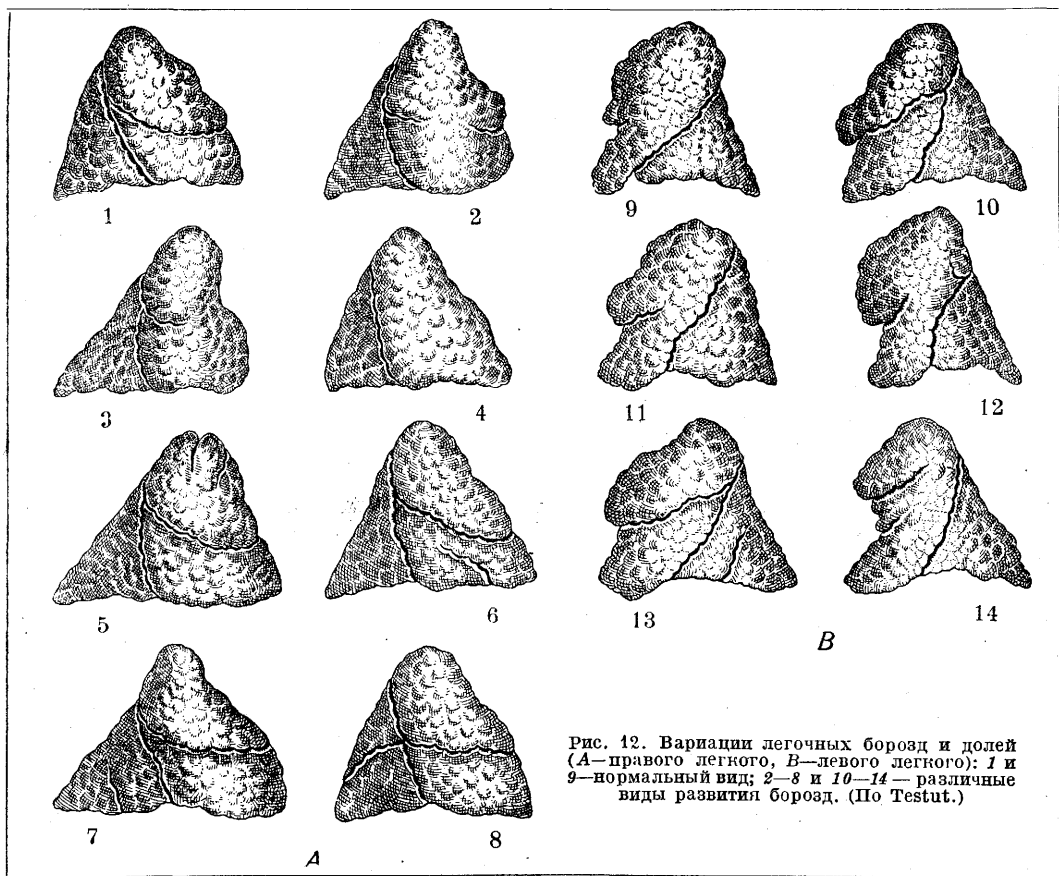 1
2
9
10
3
4
11
12
5
6
13
14
В
7
8
А
Рис. 12. Вариации легочных борозд и долей
(А—правого легкого, В—левого легкого): 1 и
9—нормальный вид; 2—8 и 10—14 — различные
виды развития борозд. (По Testut.)